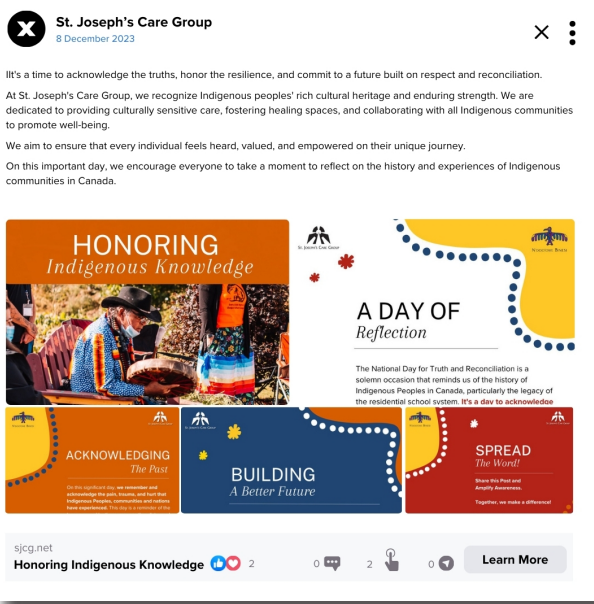 St. Joseph's Care Group
8 December 2023
IIt's a time to acknowledge the truths, honor the resilience, and commit to a future built on respect and reconciliation.
At St. Joseph's Care Group, we recognize Indigenous peoples' rich cultural heritage and enduring strength. We are
dedicated to providing culturally sensitive care, fostering healing spaces, and collaborating with all Indigenous communities
to promote well-being.
We aim to ensure that every individual feels heard, valued, and empowered on their unique journey.
On this important day, we encourage everyone to take a moment to reflect on the history and experiences of Indigenous
communities in Canada.
HONORING
Indigenous Knowledge
St. Joseph's Care Group
A DAY OF
Reflection
The National Day for Truth and Reconciliation is a
solemn occasion that reminds us of the history of
Indigenous Peoples in Canada, particularly the legacy of
the residential school system. It's a day to acknowledge
ACKNOWLEDGING
The Past
On this significant day, we remember and
acknowledge the pain, trauma, and hurt that
Indigenous Peoples, communities and nations
have experienced. This day is a reminder of the
St. Joseph's Care Group
BUILDING
A Better Future
SPREAD
The Word!
Share this Post and
Amplify Awareness.
Together, we make a difference!
sjcg.net
Honoring Indigenous Knowledge 2
0
2
0
Learn More